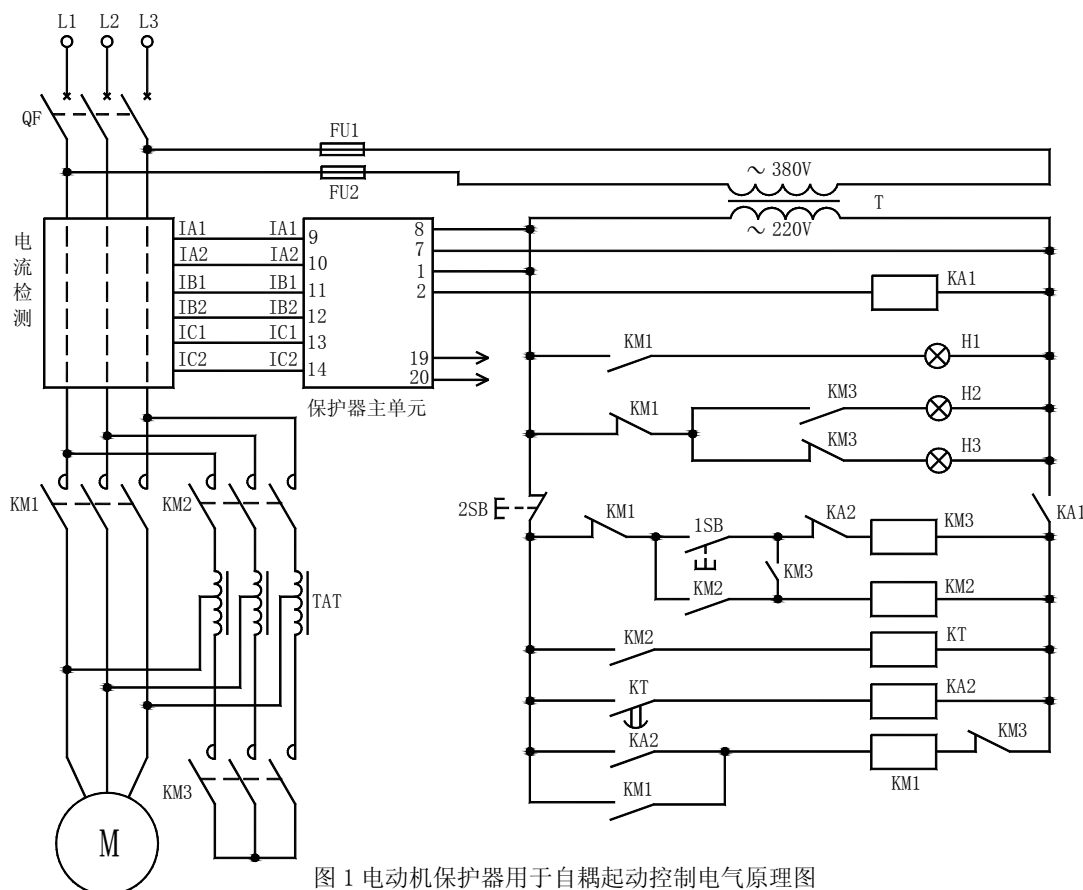 L1 L2 L3
QF
FU1
FU2
～380V
T
～220V
电流检测
IA1 IA1 9
IA2 IA2 10
IB1 IB1 11
IB2 IB2 12
IC1 IC1 13
IC2 IC2 14
8
7
1
2
19
20
保护器主单元
KA1
KM1 H1
KM3 H2
KM1
KM3 H3
KM1 KM2
2SB
KM1 1SB KA2 KM3 KA1
KM3
KM2 KM2
TAT
KM2 KT
KT KA2
KA2 KM3
KM1
KM3
KM1
M
图 1 电动机保护器用于自耦起动控制电气原理图